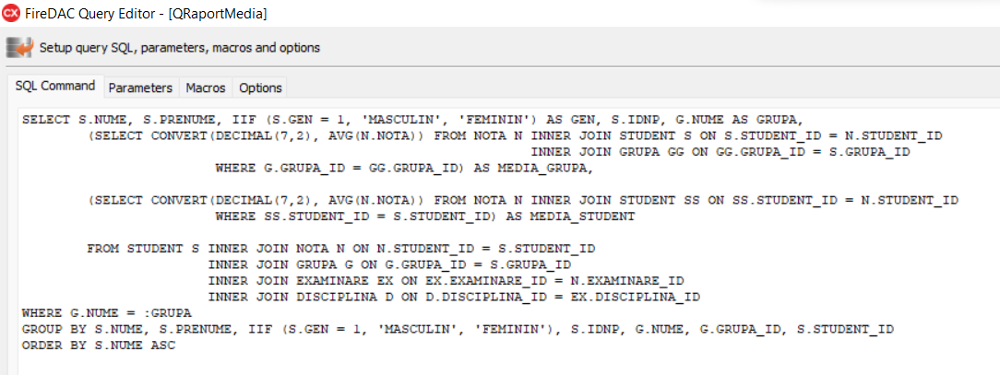 CX FireDAC Query Editor - [QRaportMedia]
Setup query SQL, parameters, macros and options
SQL Command Parameters Macros Options
SELECT S.NUME, S.PRENUME, IIF (S.GEN = 1, 'MASCULIN', 'FEMININ') AS GEN, S.IDNP, G.NUME AS GRUPA,
(SELECT CONVERT(DECIMAL(7,2), AVG(N.NOTA)) FROM NOTA N INNER JOIN STUDENT S ON S.STUDENT_ID = N.STUDENT_ID
INNER JOIN GRUPA GG ON GG.GRUPA_ID = S.GRUPA_ID
WHERE G.GRUPA_ID = GG.GRUPA_ID) AS MEDIA_GRUPA,
(SELECT CONVERT(DECIMAL(7,2), AVG(N.NOTA)) FROM NOTA N INNER JOIN STUDENT SS ON SS.STUDENT_ID = N.STUDENT_ID
WHERE SS.STUDENT_ID = S.STUDENT_ID) AS MEDIA_STUDENT
FROM STUDENT S INNER JOIN NOTA N ON N.STUDENT_ID = S.STUDENT_ID
INNER JOIN GRUPA G ON G.GRUPA_ID = S.GRUPA_ID
INNER JOIN EXAMINARE EX ON EX.EXAMINARE_ID = N.EXAMINARE_ID
INNER JOIN DISCIPLINA D ON D.DISCIPLINA_ID = EX.DISCIPLINA_ID
WHERE G.NUME = :GRUPA
GROUP BY S.NUME, S.PRENUME, IIF (S.GEN = 1, 'MASCULIN', 'FEMININ'), S.IDNP, G.NUME, G.GRUPA_ID, S.STUDENT_ID
ORDER BY S.NUME ASC